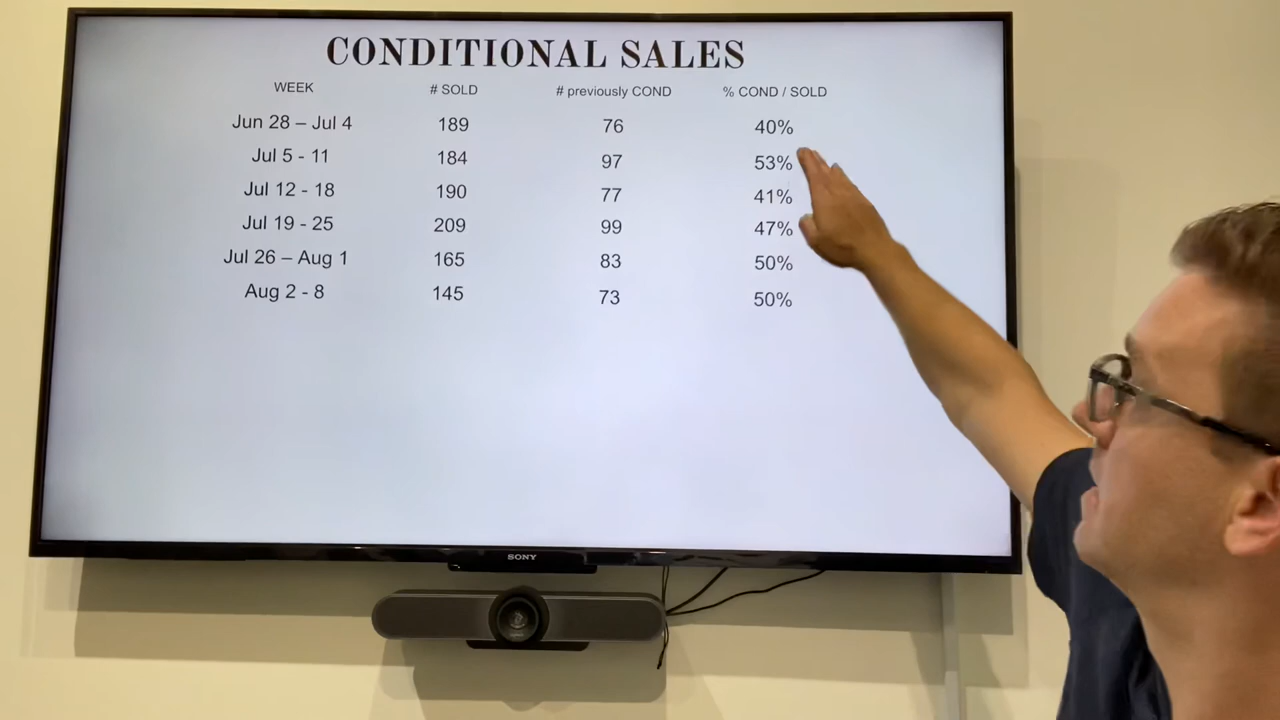 CONDITIONAL SALES
WEEK # SOLD # previously COND % COND / SOLD
Jun 28 – Jul 4 189 76 40%
Jul 5 - 11 184 97 53%
Jul 12 - 18 190 77 41%
Jul 19 - 25 209 99 47%
Jul 26 – Aug 1 165 83 50%
Aug 2 - 8 145 73 50%
SONY